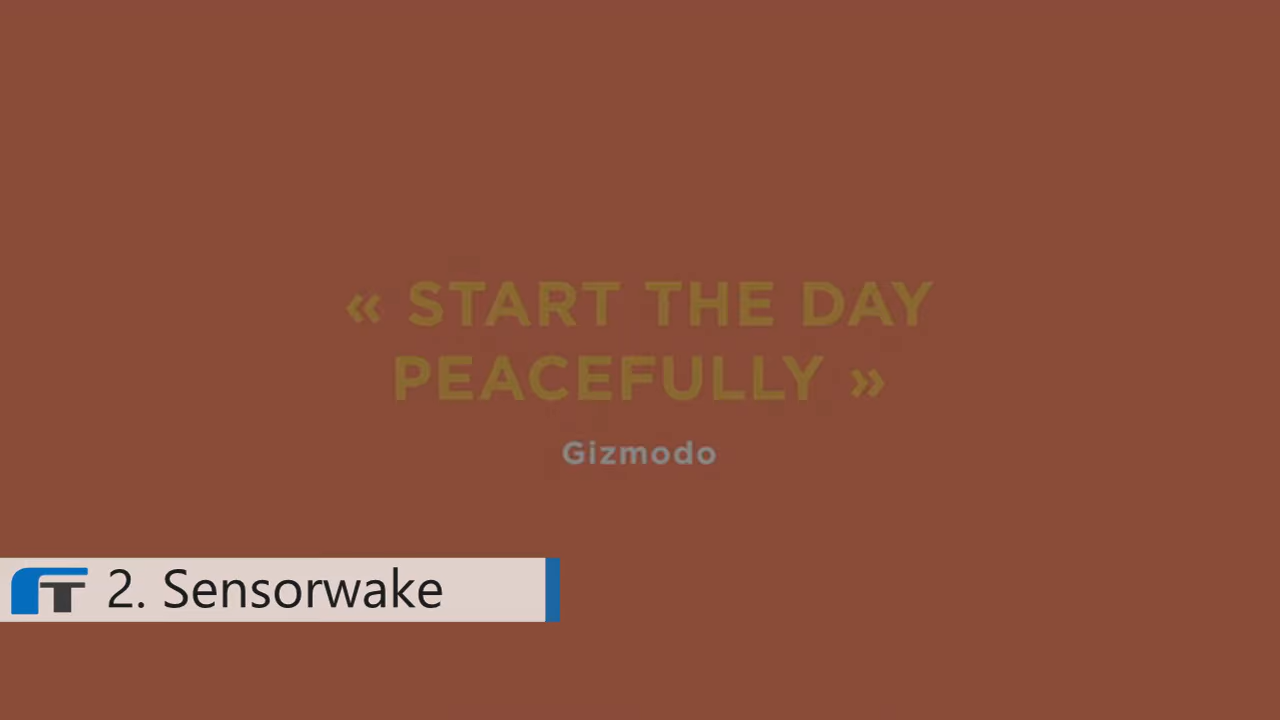 « START THE DAY
PEACEFULLY »
Gizmodo
2. Sensorwake